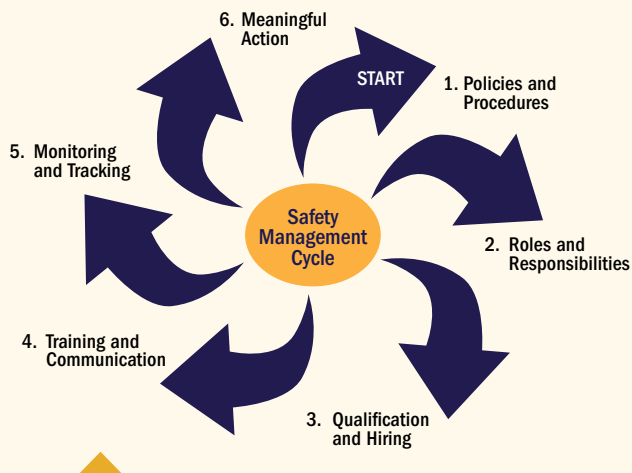 START
1. Policies and
Procedures
2. Roles and
Responsibilities
3. Qualification
and Hiring
4. Training and
Communication
5. Monitoring
and Tracking
6. Meaningful
Action
Safety
Management
Cycle